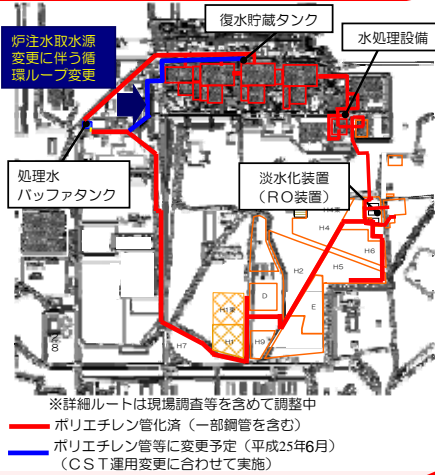 復水貯蔵タンク
炉注水取水源
変更に伴う循
環ループ変更
水処理設備
処理水
バッファタンク
淡水化装置
（ＲＯ装置）
H4
H2
H5
H6
D
E
H1東
H1
H9
H7
8
※詳細ルートは現場調査等を含めて調整中
ポリエチレン管化済（一部鋼管を含む）
ポリエチレン管等に変更予定（平成25年6月）
（ＣＳＴ運用変更に合わせて実施）